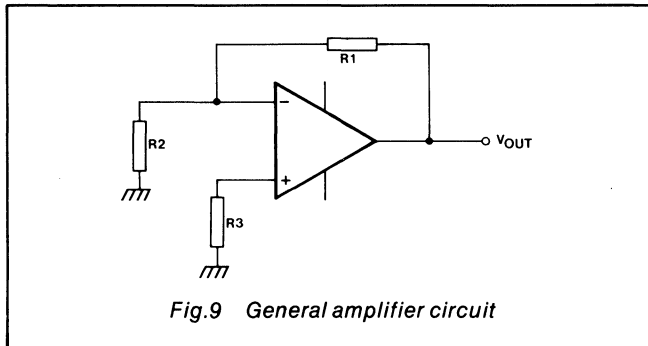 R1
−
R2
VOUT
+
R3
Fig.9 General amplifier circuit